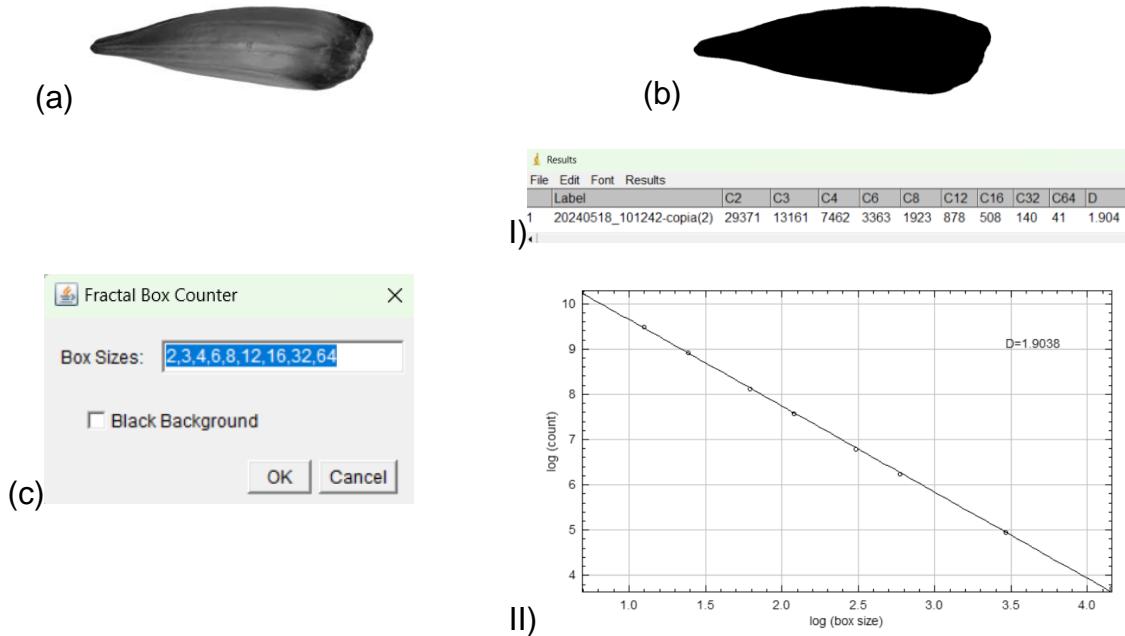 (a)
(b)
Results
File Edit Font Results
Label C2 C3 C4 C6 C8 C12 C16 C32 C64 D
1 20240518_101242-copia(2) 29371 13161 7462 3363 1923 878 508 140 41 1.904
I)
Fractal Box Counter
Box Sizes: 2,3,4,6,8,12,16,32,64
Black Background
OK Cancel
(c)
10
9
8
7
6
5
4
log (count)
D=1.9038
1.0 1.5 2.0 2.5 3.0 3.5 4.0
log (box size)
II)